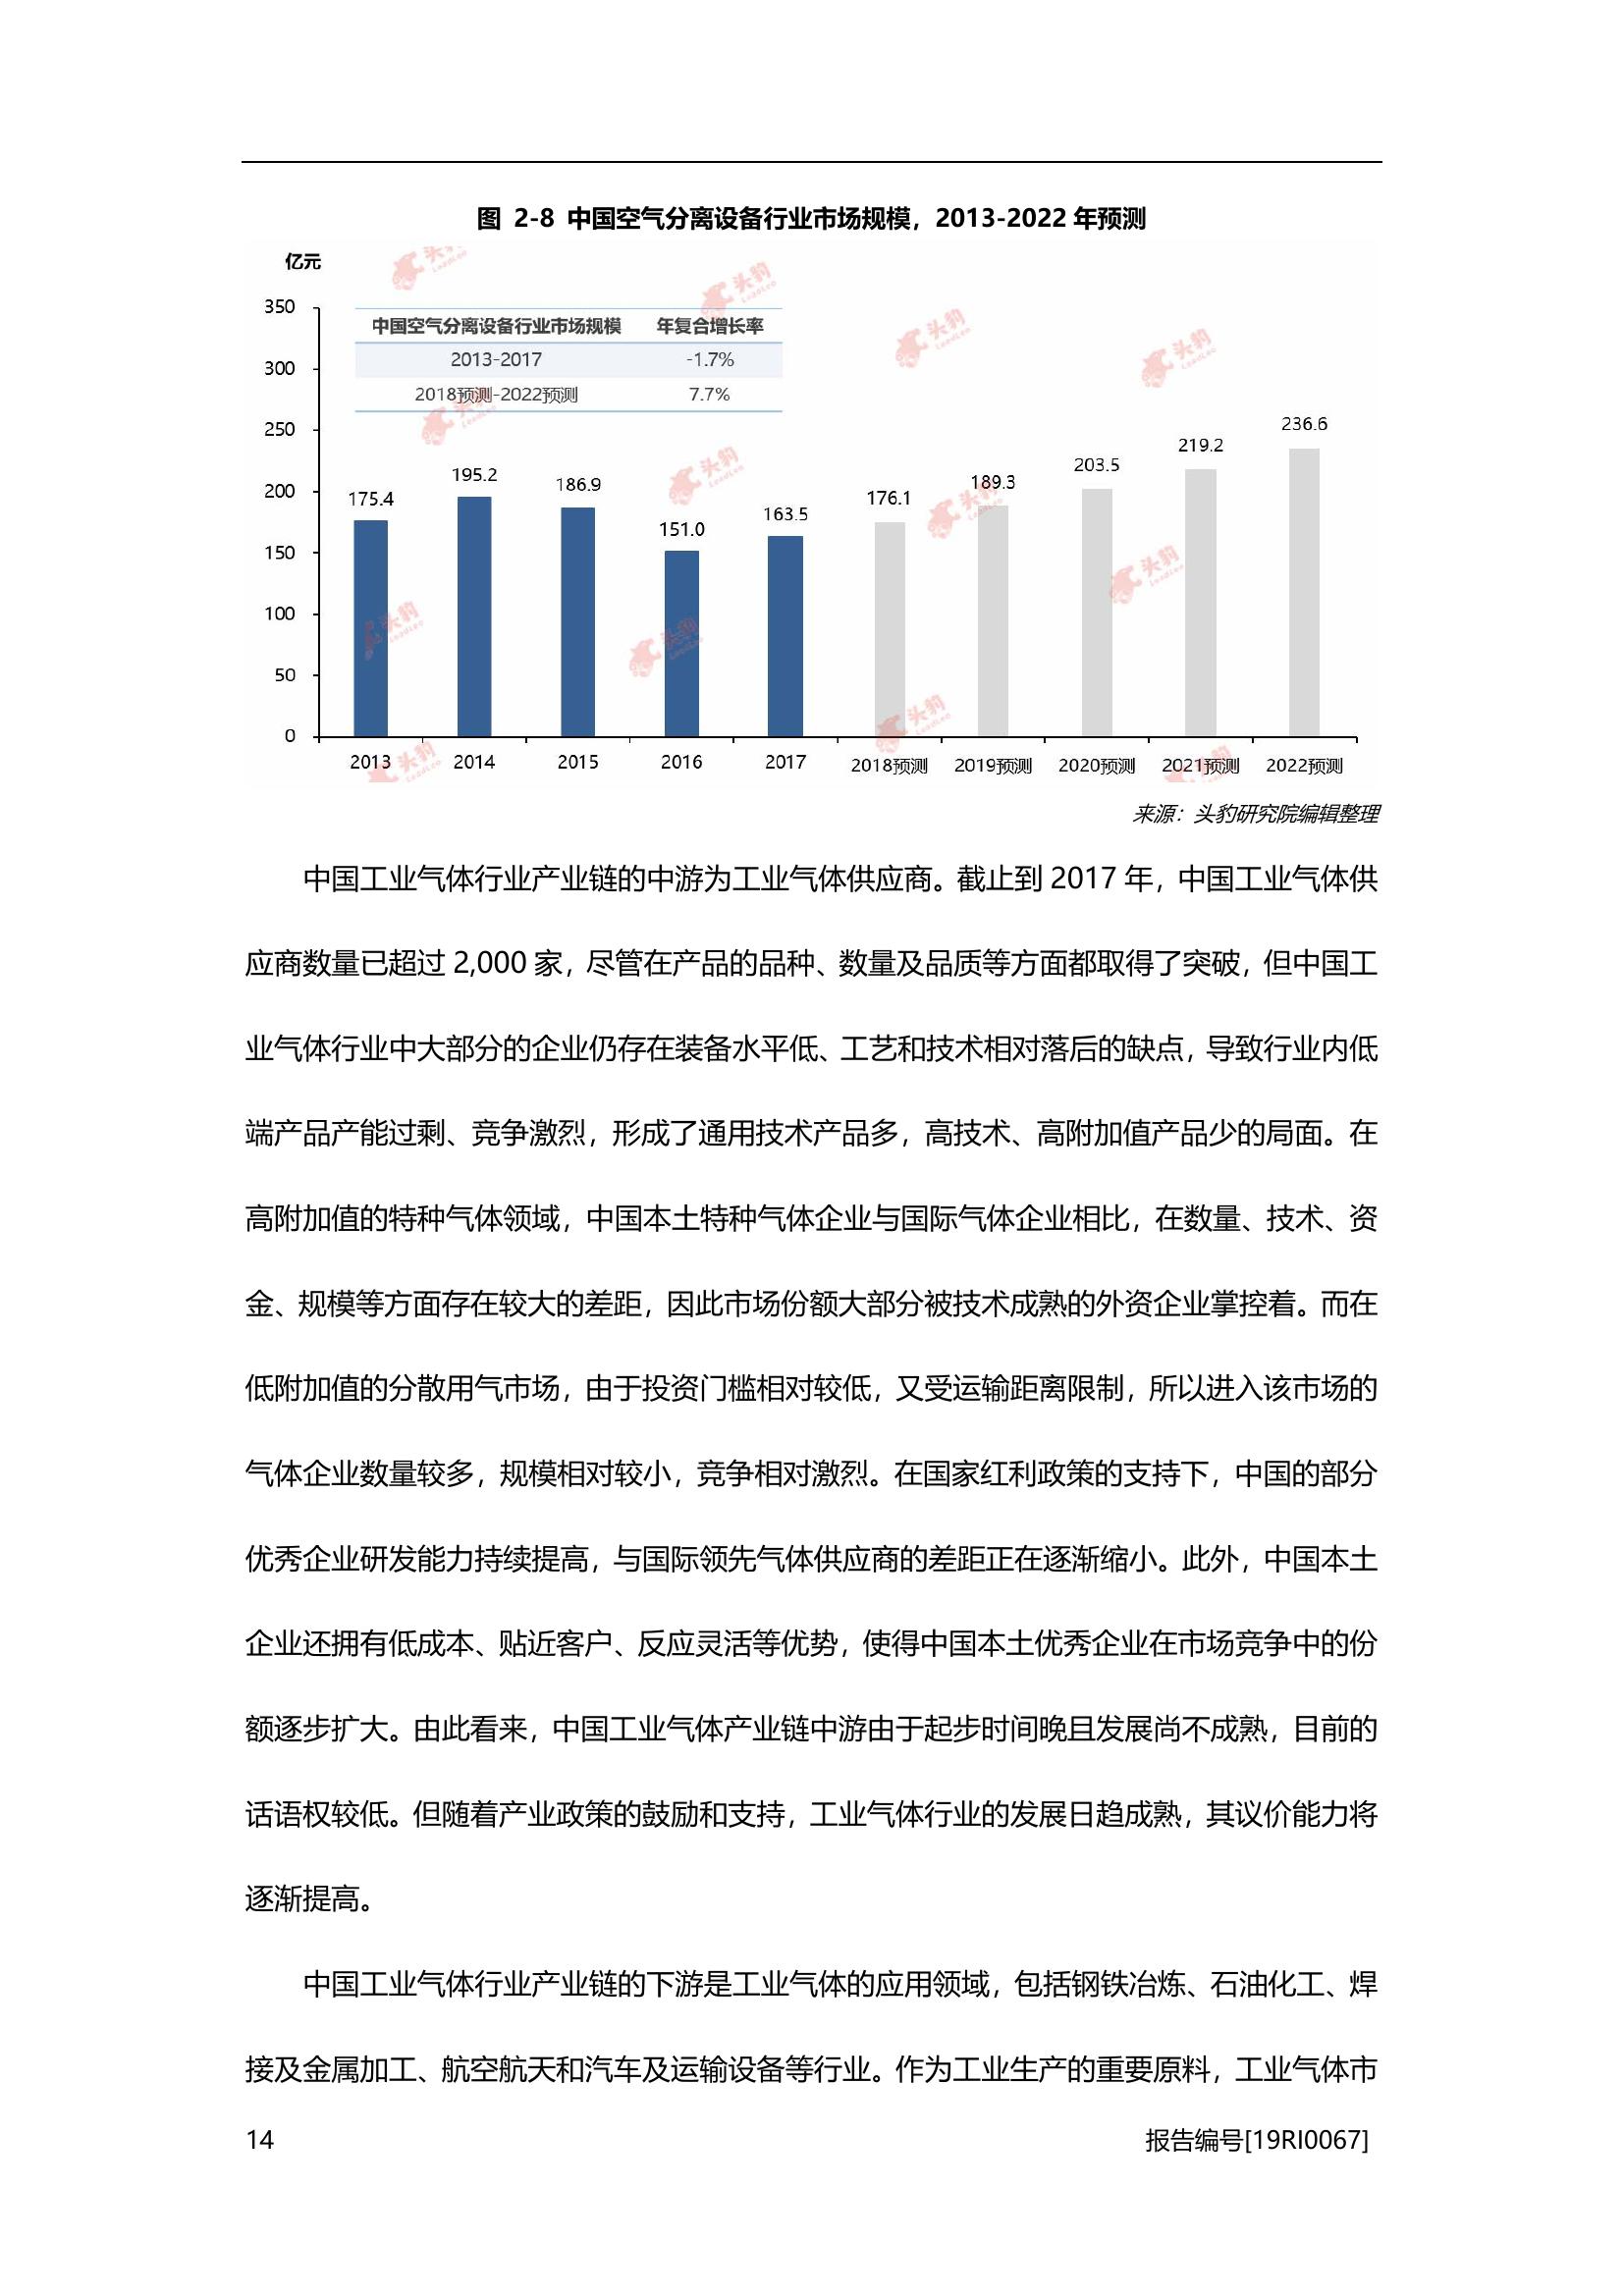 图 2-8 中国空气分离设备行业市场规模，2013-2022 年预测
亿元
350
300
250
200
150
100
50
0
中国空气分离设备行业市场规模 年复合增长率
2013-2017 -1.7%
2018预测-2022预测 7.7%
175.4 195.2 186.9 151.0 163.5 176.1 189.3 203.5 219.2 236.6
2013 2014 2015 2016 2017 2018预测 2019预测 2020预测 2021预测 2022预测
头豹 LeadLeo
来源：头豹研究院编辑整理
中国工业气体行业产业链的中游为工业气体供应商。截止到 2017 年，中国工业气体供
应商数量已超过 2,000 家，尽管在产品的品种、数量及品质等方面都取得了突破，但中国工
业气体行业中大部分的企业仍存在装备水平低、工艺和技术相对落后的缺点，导致行业内低
端产品产能过剩、竞争激烈，形成了通用技术产品多，高技术、高附加值产品少的局面。在
高附加值的特种气体领域，中国本土特种气体企业与国际气体企业相比，在数量、技术、资
金、规模等方面存在较大的差距，因此市场份额大部分被技术成熟的外资企业掌控着。而在
低附加值的分散用气市场，由于投资门槛相对较低，又受运输距离限制，所以进入该市场的
气体企业数量较多，规模相对较小，竞争相对激烈。在国家红利政策的支持下，中国的部分
优秀企业研发能力持续提高，与国际领先气体供应商的差距正在逐渐缩小。此外，中国本土
企业还拥有低成本、贴近客户、反应灵活等优势，使得中国本土优秀企业在市场竞争中的份
额逐步扩大。由此看来，中国工业气体产业链中游由于起步时间晚且发展尚不成熟，目前的
话语权较低。但随着产业政策的鼓励和支持，工业气体行业的发展日趋成熟，其议价能力将
逐渐提高。
中国工业气体行业产业链的下游是工业气体的应用领域，包括钢铁冶炼、石油化工、焊
接及金属加工、航空航天和汽车及运输设备等行业。作为工业生产的重要原料，工业气体市
14 报告编号[19RI0067]